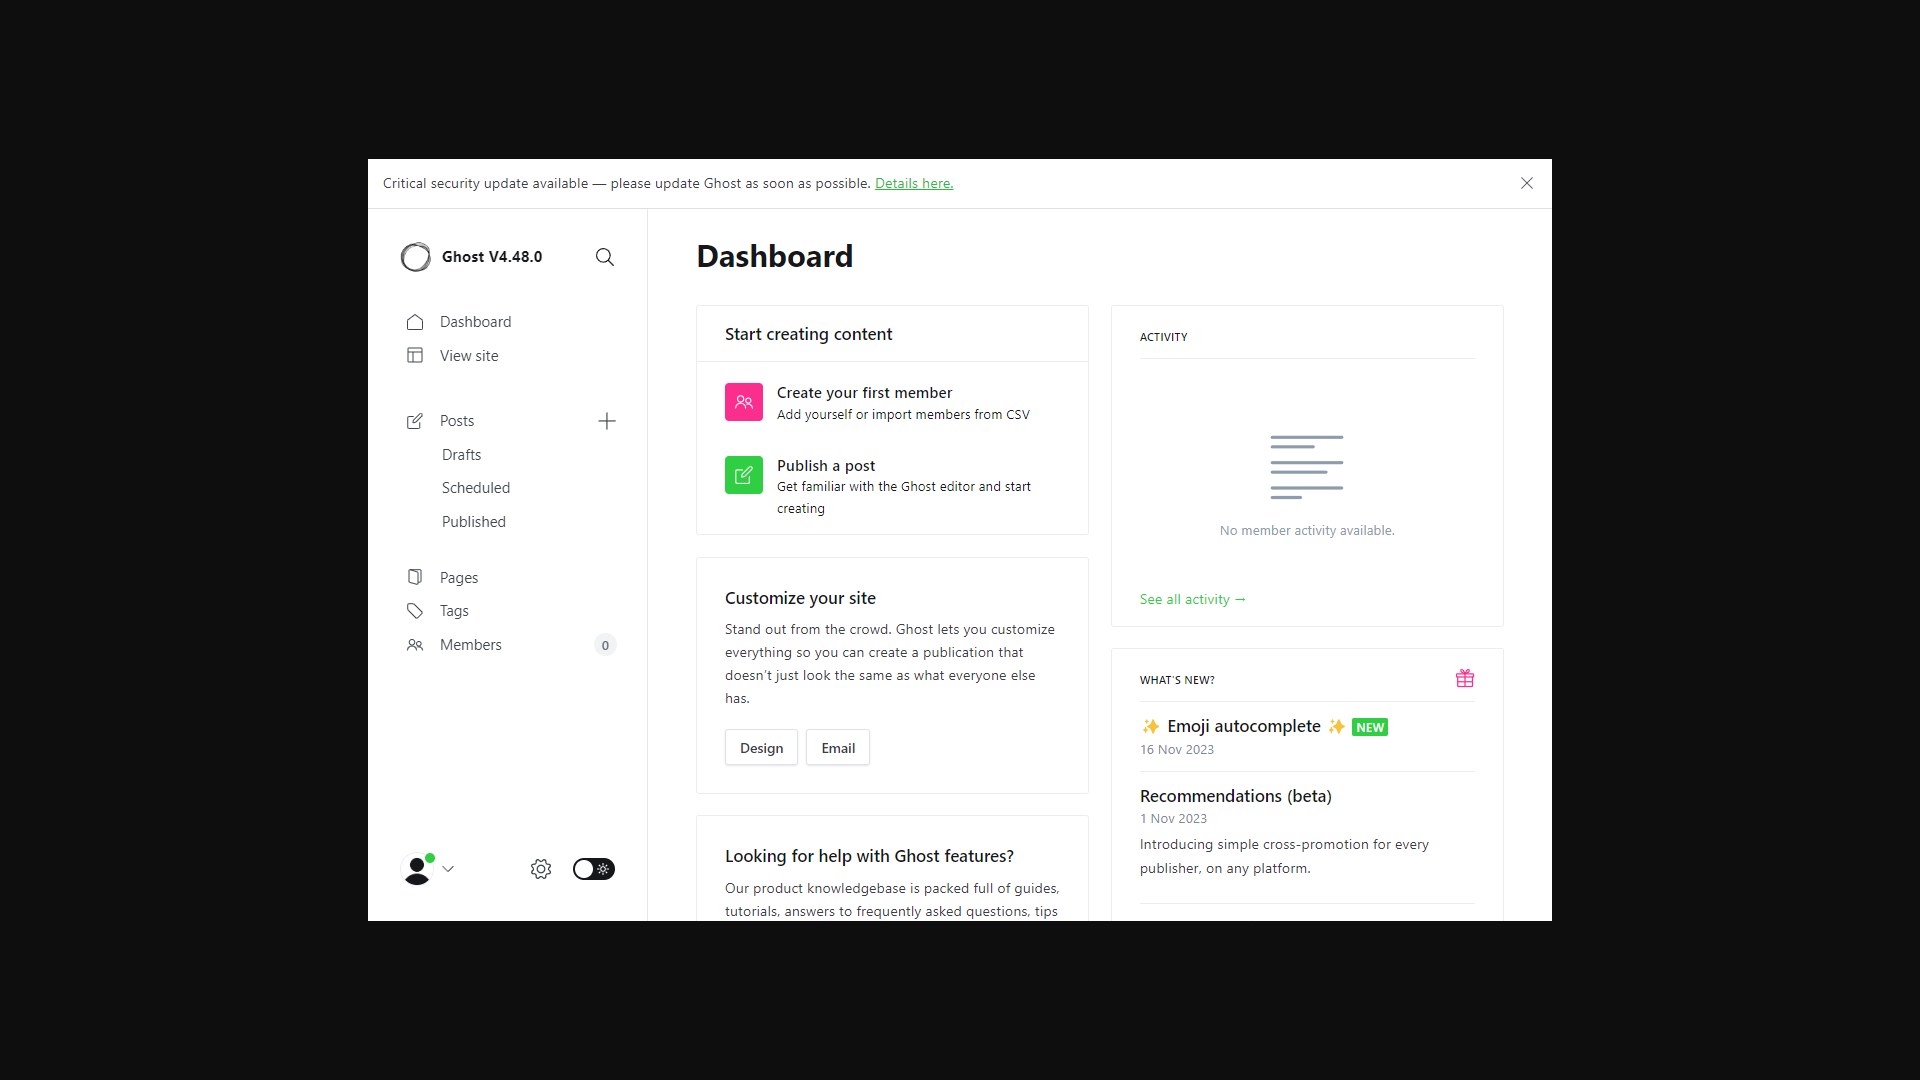 Critical security update available — please update Ghost as soon as possible. Details here.
Ghost V4.48.0
Dashboard
View site
Posts
Drafts
Scheduled
Published
Pages
Tags
Members 0
Dashboard
Start creating content
Create your first member
Add yourself or import members from CSV
Publish a post
Get familiar with the Ghost editor and start
creating
Customize your site
Stand out from the crowd. Ghost lets you customize
everything so you can create a publication that
doesn't just look the same as what everyone else
has.
Design Email
Looking for help with Ghost features?
Our product knowledgebase is packed full of guides,
tutorials, answers to frequently asked questions, tips
ACTIVITY
No member activity available.
See all activity →
WHAT'S NEW?
✨ Emoji autocomplete ✨ NEW
16 Nov 2023
Recommendations (beta)
1 Nov 2023
Introducing simple cross-promotion for every
publisher, on any platform.